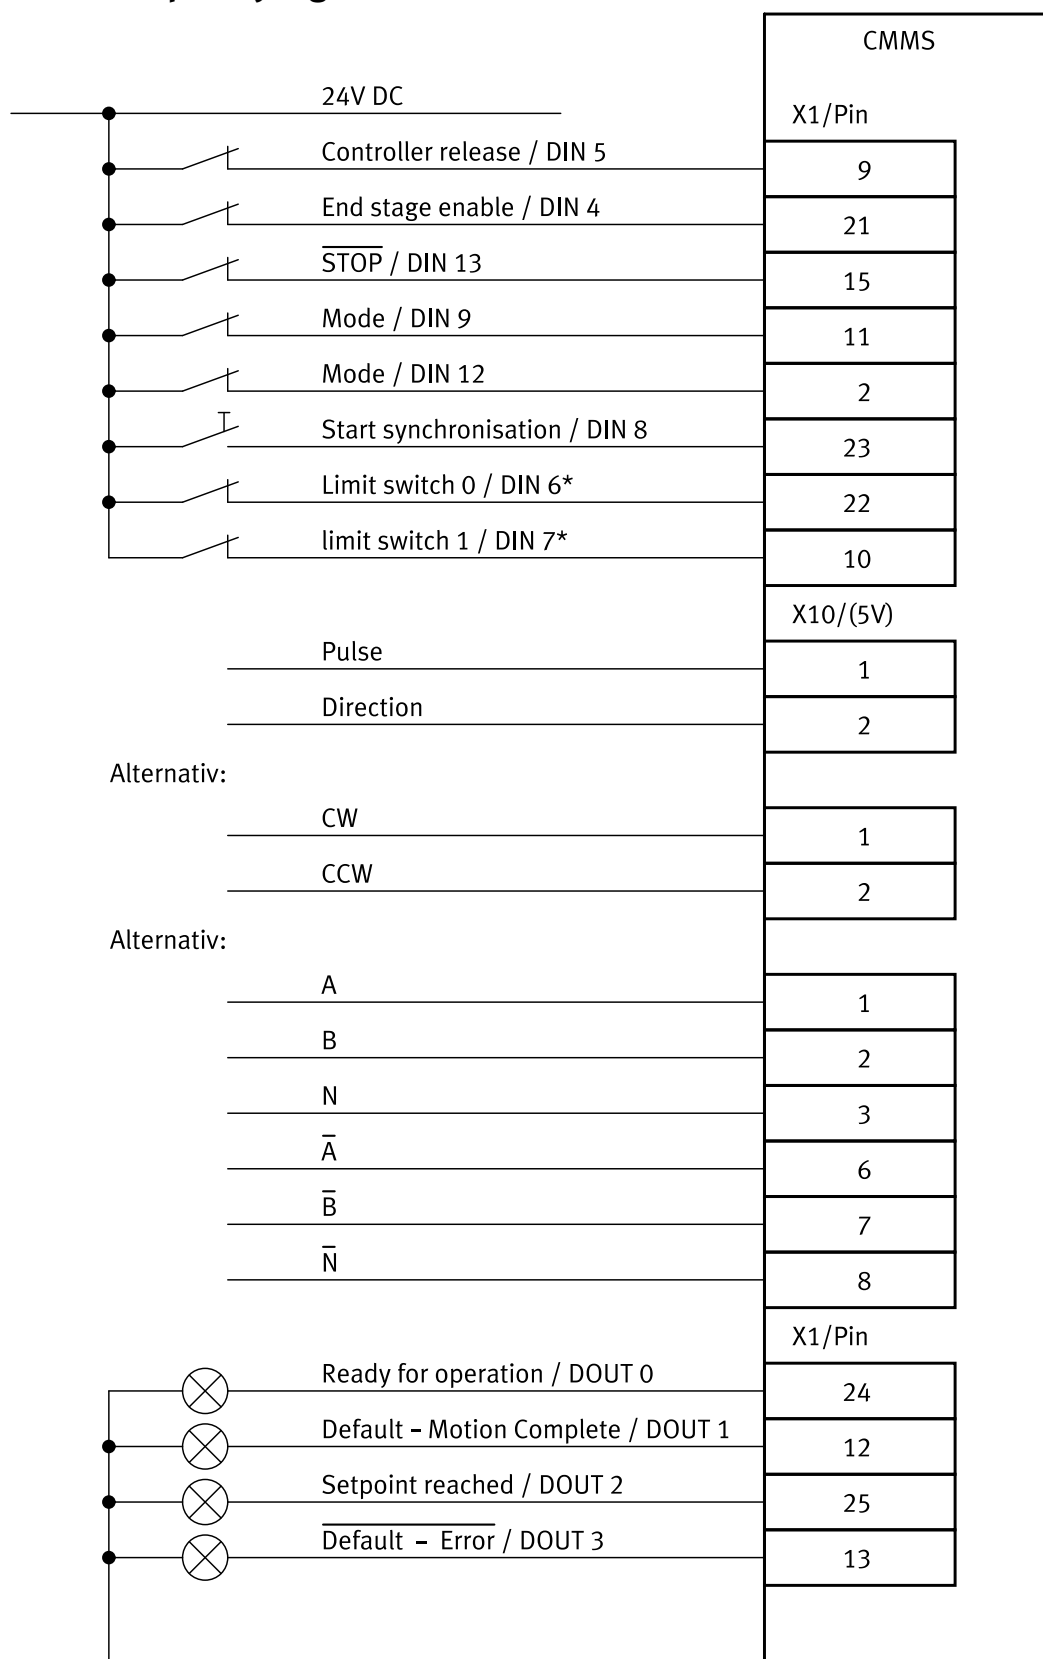 CMMS
24V DC
X1/Pin
Controller release / DIN 5
9
End stage enable / DIN 4
21
S̅T̅O̅P̅ / DIN 13
15
Mode / DIN 9
11
Mode / DIN 12
2
Start synchronisation / DIN 8
23
Limit switch 0 / DIN 6*
22
limit switch 1 / DIN 7*
10
X10/(5V)
Pulse
1
Direction
2
Alternativ:
CW
1
CCW
2
Alternativ:
A
1
B
2
N
3
A̅
6
B̅
7
N̅
8
X1/Pin
Ready for operation / DOUT 0
24
Default – Motion Complete / DOUT 1
12
Setpoint reached / DOUT 2
25
D̅e̅f̅a̅u̅l̅t̅ ̅–̅ ̅E̅r̅r̅o̅r̅ / DOUT 3
13